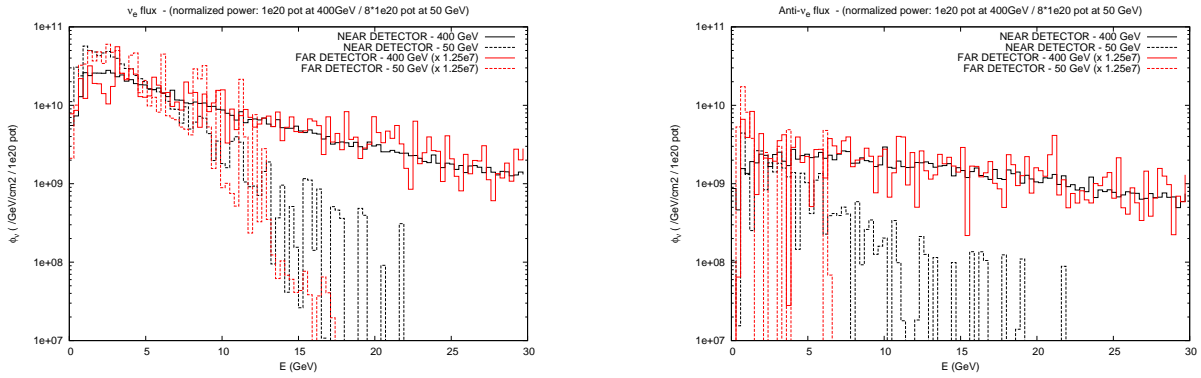 ν_e flux - (normalized power: 1e20 pot at 400GeV / 8*1e20 pot at 50 GeV)
NEAR DETECTOR - 400 GeV
NEAR DETECTOR - 50 GeV
FAR DETECTOR - 400 GeV (x 1.25e7)
FAR DETECTOR - 50 GeV (x 1.25e7)
1e+11
1e+10
1e+09
1e+08
1e+07
ϕ_ν ( /GeV/cm2 / 1e20 pot)
0 5 10 15 20 25 30
E (GeV)
Anti-ν_e flux - (normalized power: 1e20 pot at 400GeV / 8*1e20 pot at 50 GeV)
NEAR DETECTOR - 400 GeV
NEAR DETECTOR - 50 GeV
FAR DETECTOR - 400 GeV (x 1.25e7)
FAR DETECTOR - 50 GeV (x 1.25e7)
1e+11
1e+10
1e+09
1e+08
1e+07
ϕ_ν ( /GeV/cm2 / 1e20 pot)
0 5 10 15 20 25 30
E (GeV)